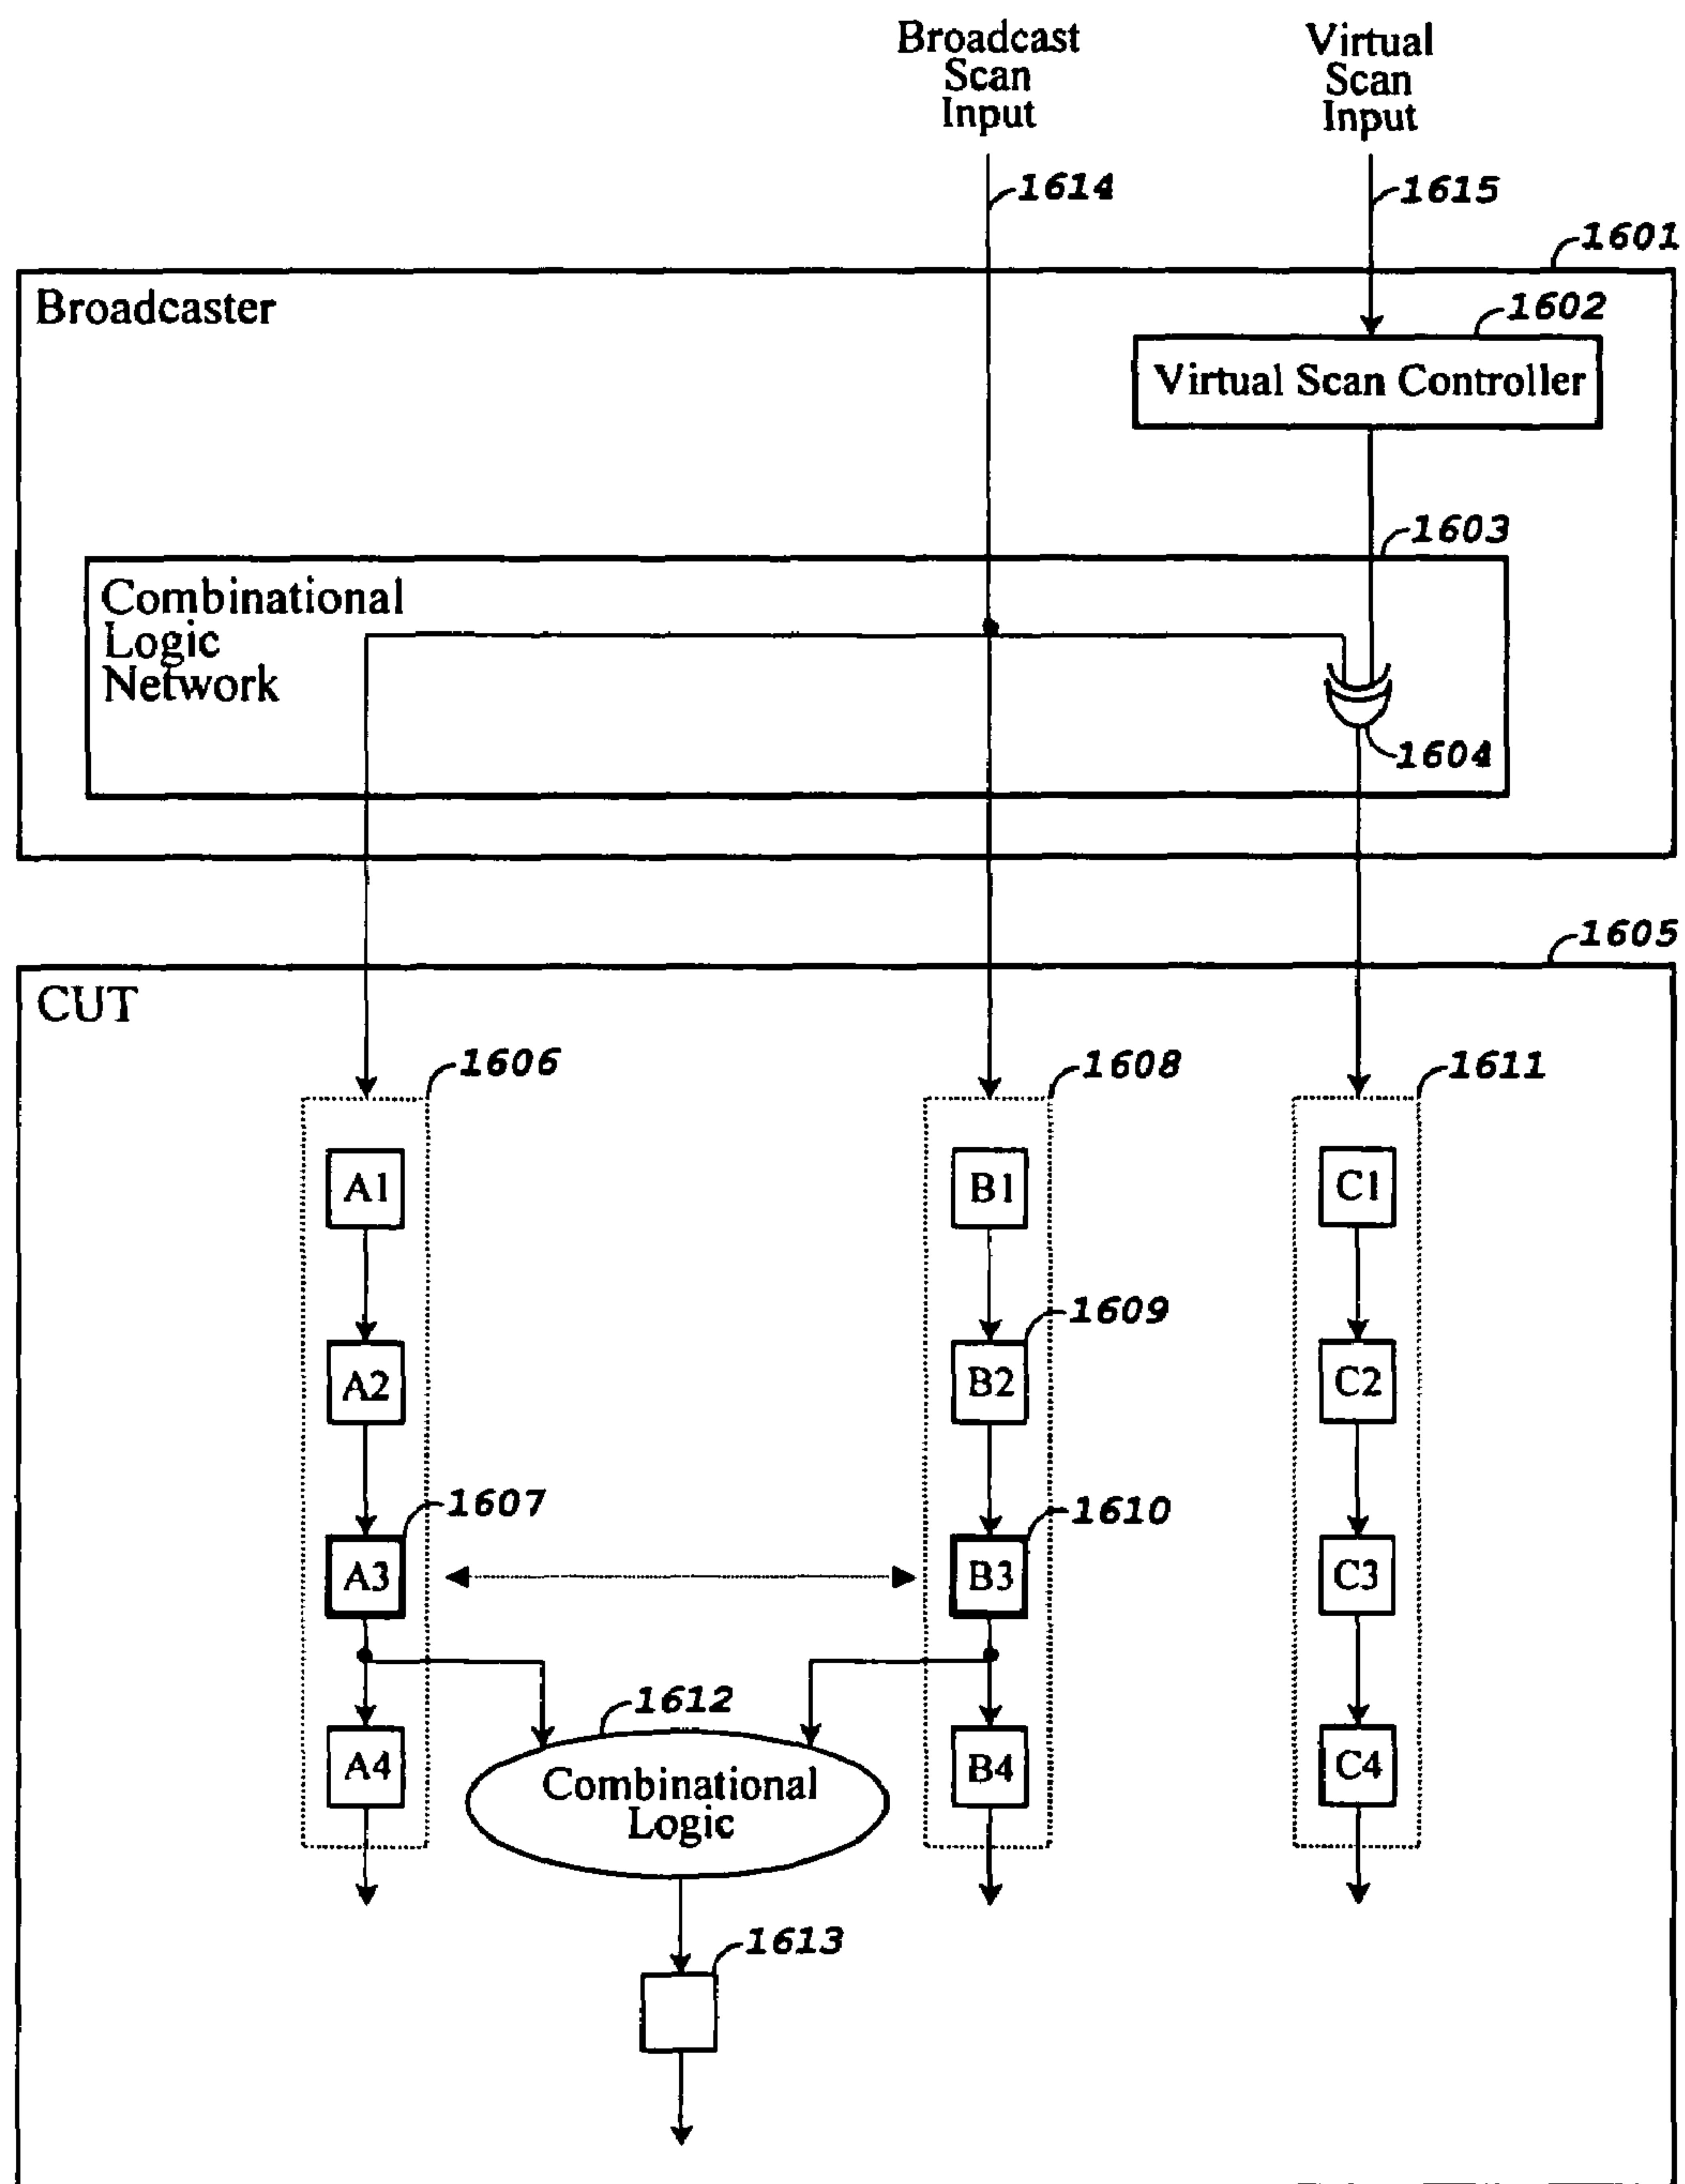 Broadcast
Scan
Input
Virtual
Scan
Input
1614
1615
1601
Broadcaster
1602
Virtual Scan Controller
1603
Combinational
Logic
Network
1604
1605
CUT
1606
1608
1611
A1
B1
C1
1609
A2
B2
C2
1607
1610
A3
B3
C3
1612
A4
Combinational
Logic
B4
C4
1613